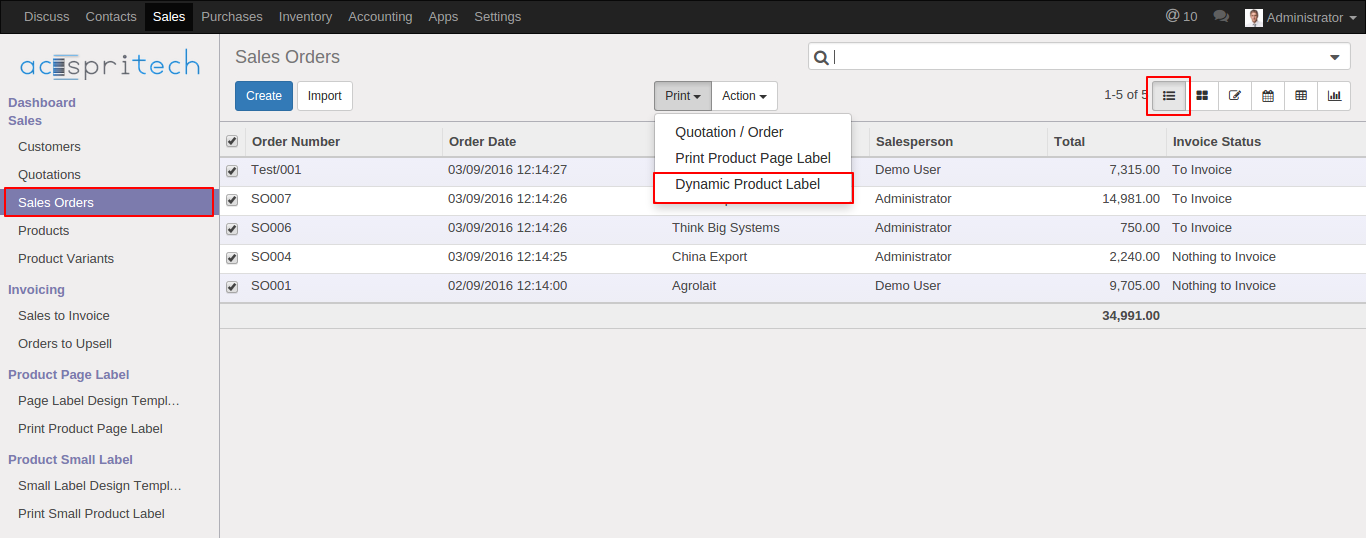 Discuss Contacts Sales Purchases Inventory Accounting Apps Settings @ 10 Administrator
acespritech
Sales Orders
Create Import Print Action 1-5 of 5
Dashboard
Sales
Customers
Quotations
Sales Orders
Products
Product Variants
Invoicing
Sales to Invoice
Orders to Upsell
Product Page Label
Page Label Design Templ…
Print Product Page Label
Product Small Label
Small Label Design Templ…
Print Small Product Label
Quotation / Order
Print Product Page Label
Dynamic Product Label
Order Number Order Date Salesperson Total Invoice Status
Test/001 03/09/2016 12:14:27 Demo User 7,315.00 To Invoice
SO007 03/09/2016 12:14:26 Administrator 14,981.00 To Invoice
SO006 03/09/2016 12:14:26 Think Big Systems Administrator 750.00 To Invoice
SO004 03/09/2016 12:14:25 China Export Administrator 2,240.00 Nothing to Invoice
SO001 02/09/2016 12:14:00 Agrolait Demo User 9,705.00 Nothing to Invoice
34,991.00